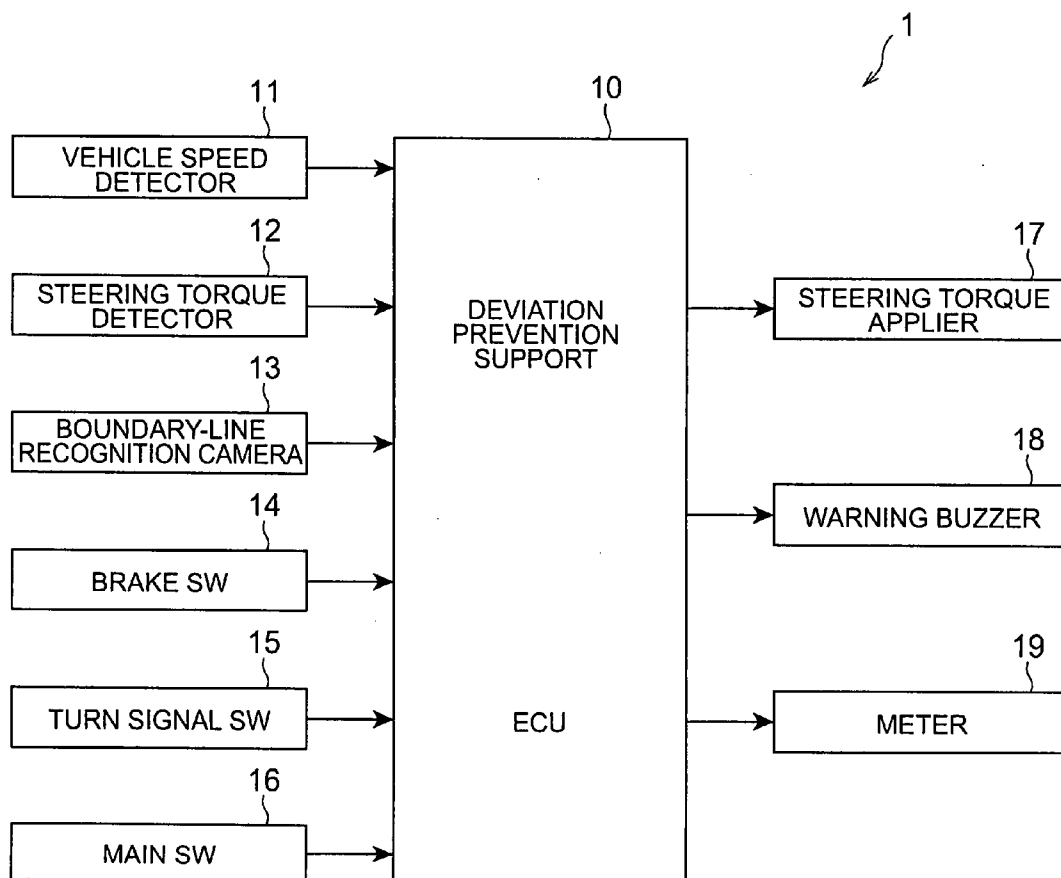 1
11
VEHICLE SPEED
DETECTOR
12
STEERING TORQUE
DETECTOR
13
BOUNDARY-LINE
RECOGNITION CAMERA
14
BRAKE SW
15
TURN SIGNAL SW
16
MAIN SW
10
DEVIATION
PREVENTION
SUPPORT
ECU
17
STEERING TORQUE
APPLIER
18
WARNING BUZZER
19
METER